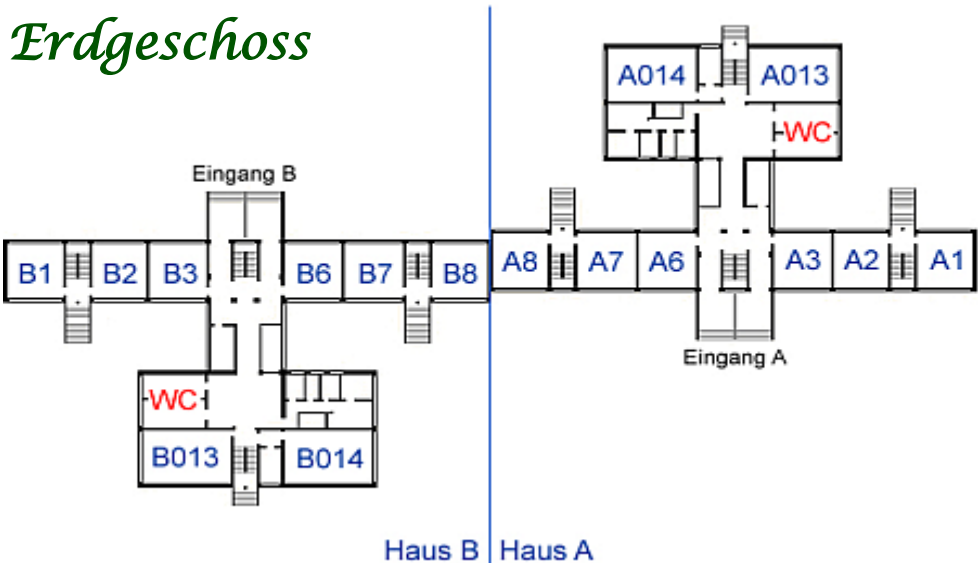 Erdgeschoss
A014 A013
WC
Eingang B
B1 B2 B3 B6 B7 B8
A8 A7 A6 A3 A2 A1
Eingang A
WC
B013 B014
Haus B Haus A